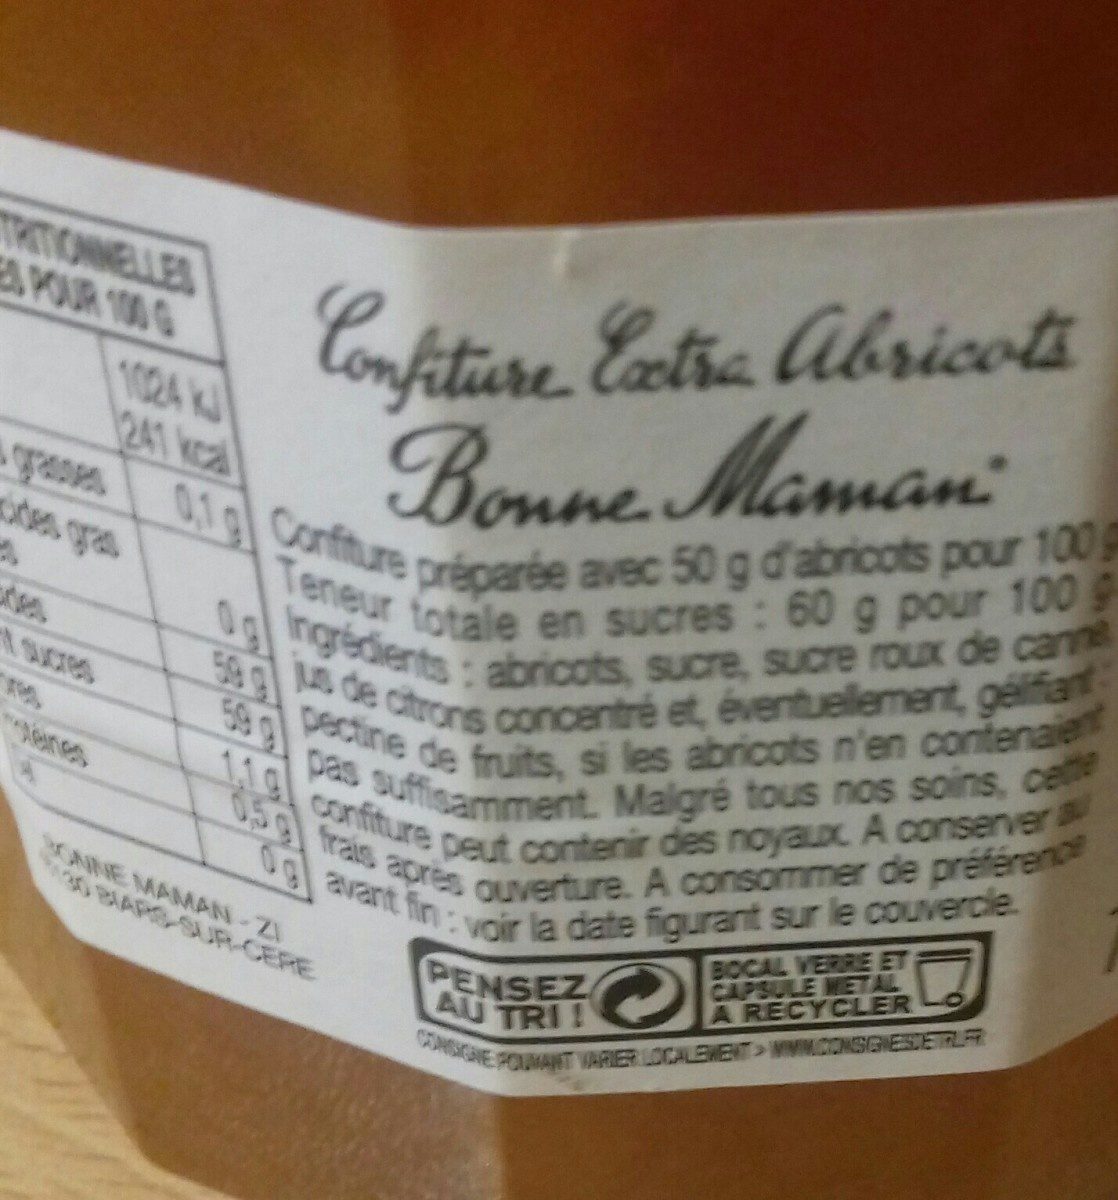 TRITIONNELLES
ES POUR 100 G
1024 kJ
241 kcal
grasses 0,1 g
acides gras
0 g
59 g
nt sucres 59 g
1,1 g
0,5 g
0 g
BONNE MAMAN - ZI
BIARS-SUR-CERE
Confiture Extra Abricots
Bonne Maman
Confiture préparée avec 50 g d'abricots pour 100 g
Teneur totale en sucres : 60 g pour 100 g
Ingrédients : abricots, sucre, sucre roux de canne,
jus de citrons concentré et, éventuellement, gélifiant :
pectine de fruits, si les abricots n'en contenaient
pas suffisamment. Malgré tous nos soins, cette
confiture peut contenir des noyaux. A conserver au
frais après ouverture. A consommer de préférence
avant fin : voir la date figurant sur le couvercle.
PENSEZ
AU TRI !
BOCAL VERRE ET
CAPSULE METAL
A RECYCLER
CONSIGNE POUVANT VARIER LOCALEMENT > WWW.CONSIGNESDETRI.FR